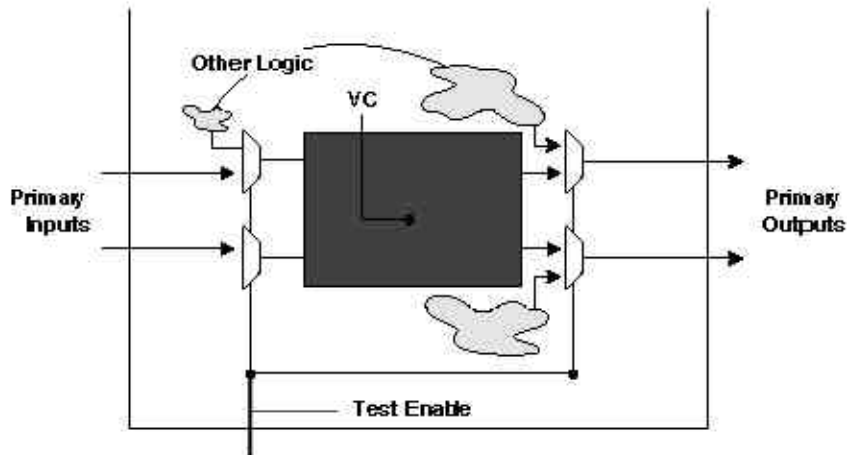 Other Logic
VC
Primary
Inputs
Primary
Outputs
Test Enable